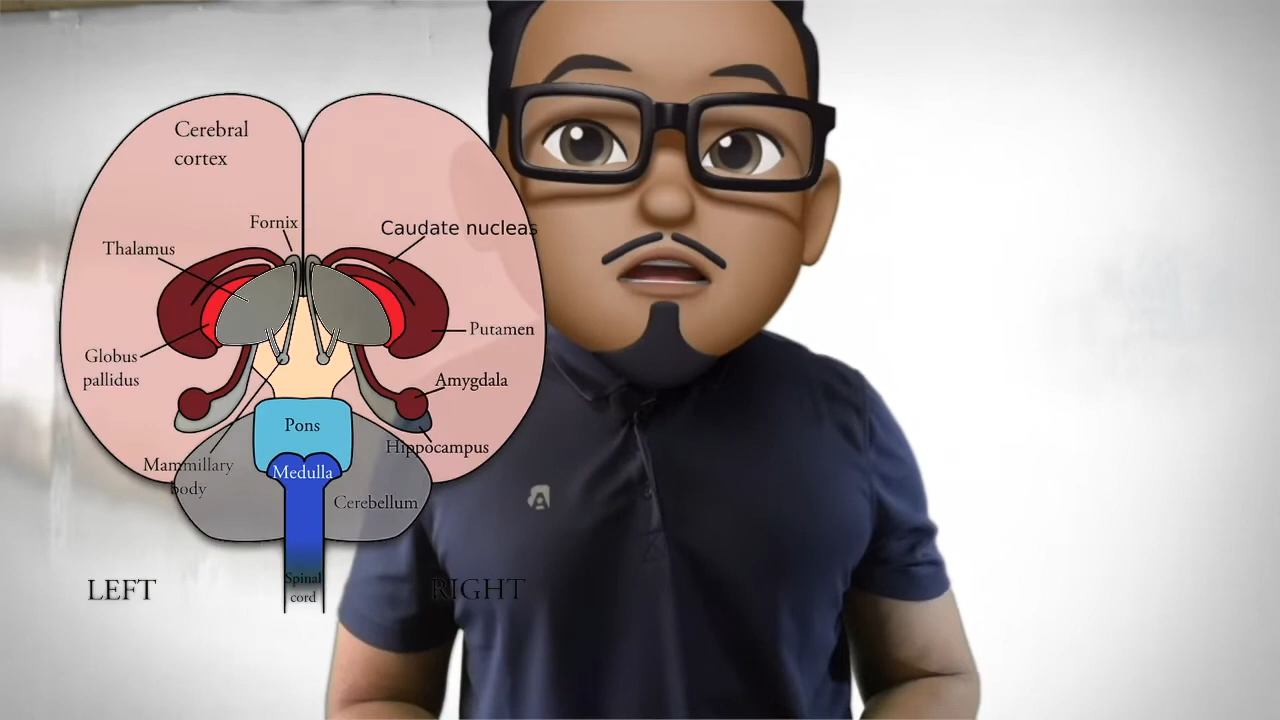 Cerebral
cortex
Fornix
Caudate nucleas
Thalamus
Putamen
Globus
pallidus
Amygdala
Pons
Hippocampus
Mammillary
body
Medulla
Cerebellum
Spinal
cord
LEFT
RIGHT
A